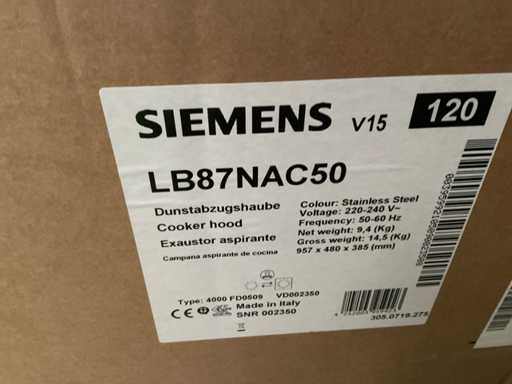 SIEMENS V15 120
LB87NAC50
Dunstabzugshaube
Cooker hood
Exaustor aspirante
Campana aspirante de cocina
Colour: Stainless Steel
Voltage: 220-240 V~
Frequency: 50-60 Hz
Net weight: 9,4 (Kg)
Gross weight: 14,5 (Kg)
957 x 480 x 385 (mm)
Type: 4000 FD0509 VD002350
Made in Italy
SNR 002350
305.0719.275